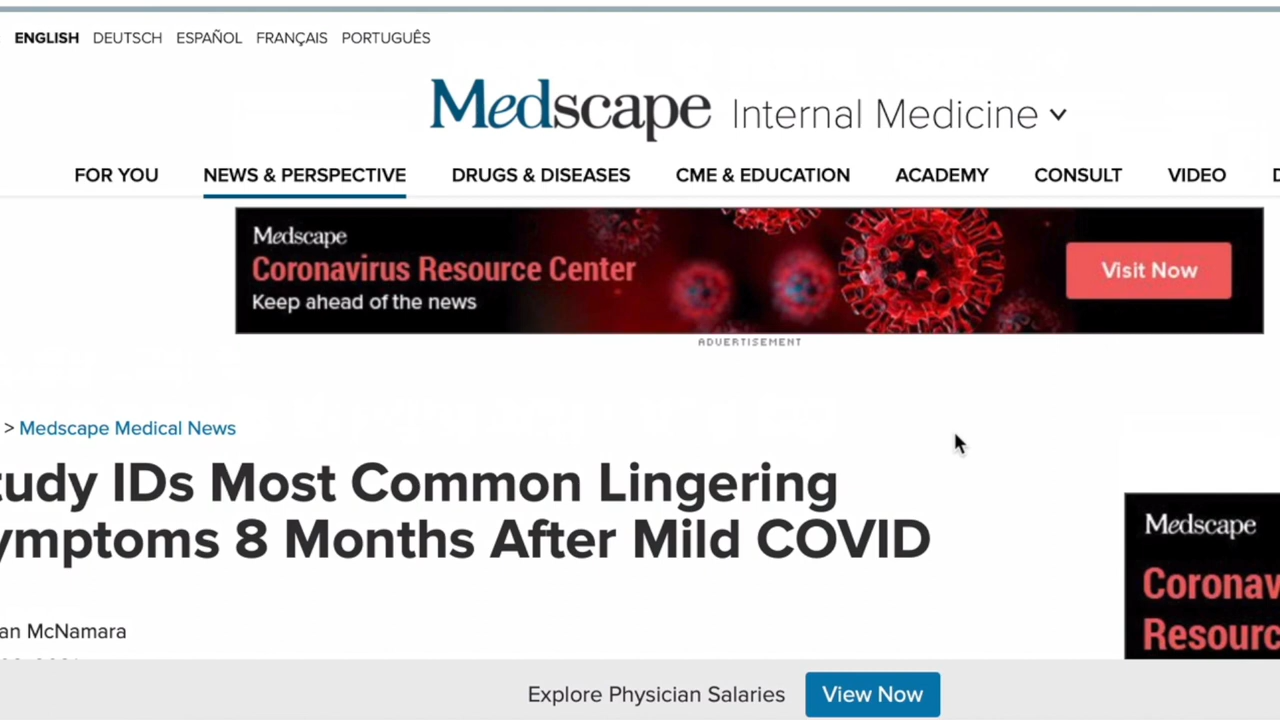 ENGLISH DEUTSCH ESPAÑOL FRANÇAIS PORTUGUÊS
Medscape Internal Medicine
FOR YOU NEWS & PERSPECTIVE DRUGS & DISEASES CME & EDUCATION ACADEMY CONSULT VIDEO D
Medscape
Coronavirus Resource Center
Keep ahead of the news
Visit Now
ADVERTISEMENT
> Medscape Medical News
tudy IDs Most Common Lingering
ymptoms 8 Months After Mild COVID
an McNamara
Medscape
Coronav
Resourc
Explore Physician Salaries View Now